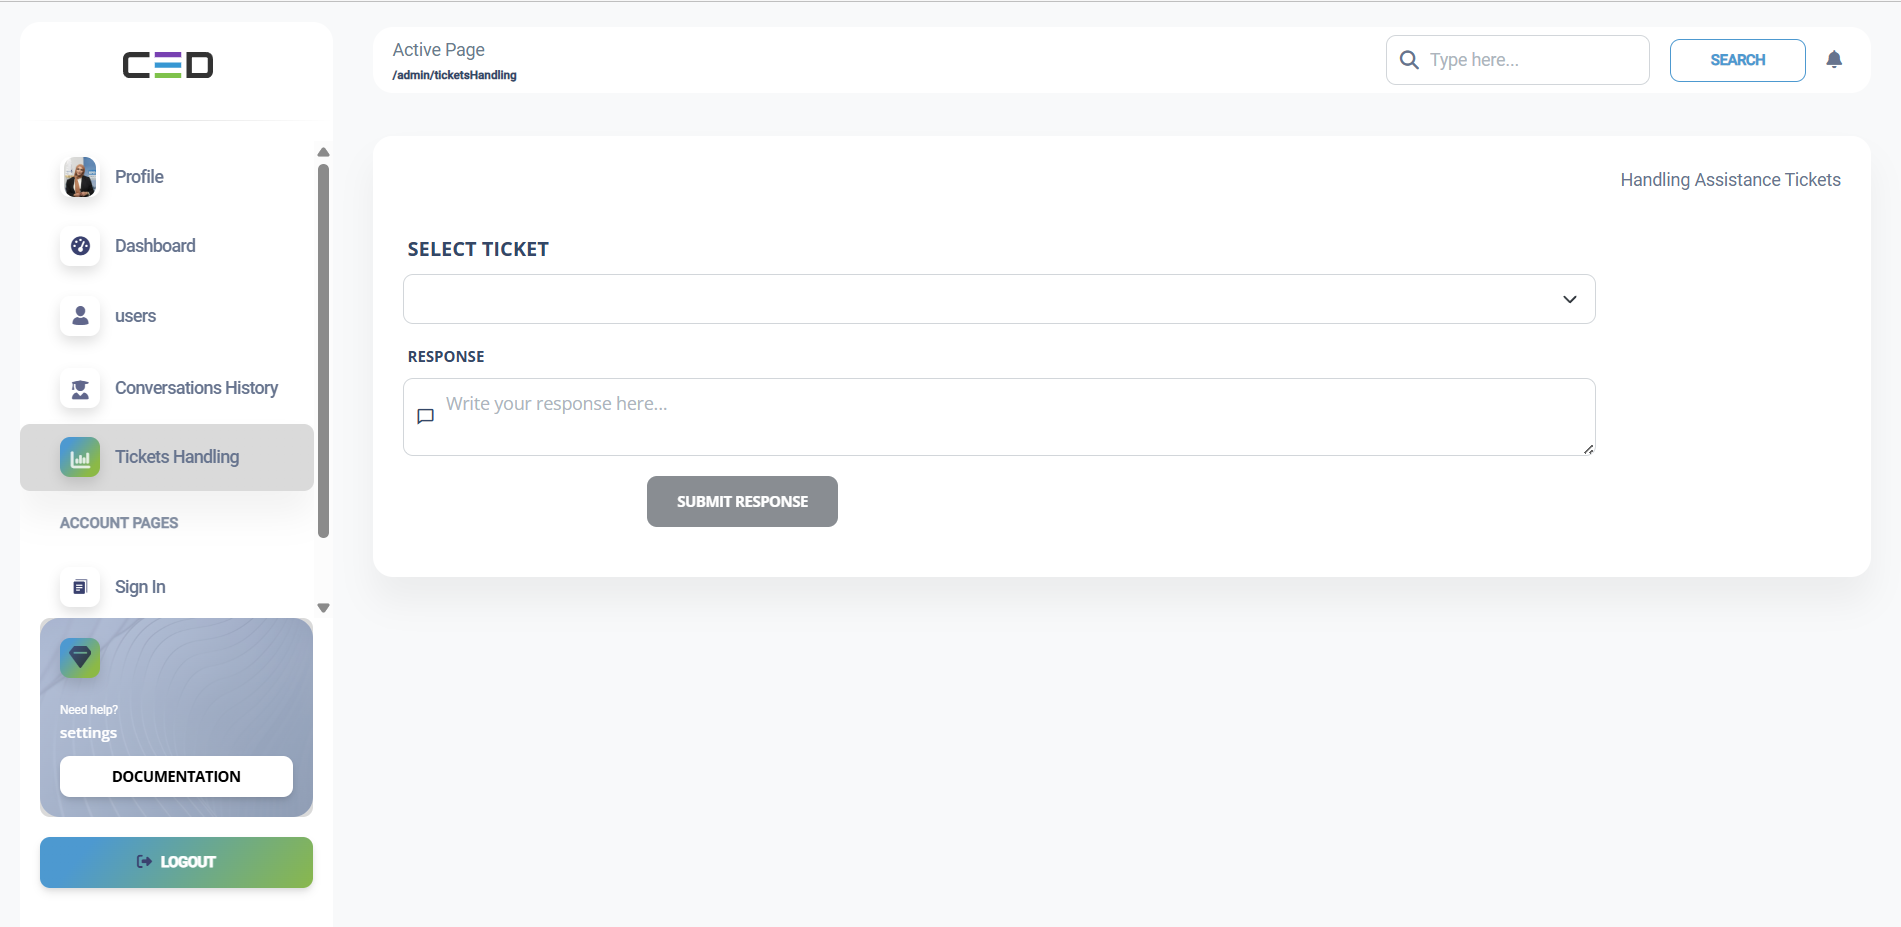 CED
Profile
Dashboard
users
Conversations History
Tickets Handling
ACCOUNT PAGES
Sign In
Need help?
settings
DOCUMENTATION
LOGOUT
Active Page
/admin/ticketsHandling
Type here...
SEARCH
Handling Assistance Tickets
SELECT TICKET
RESPONSE
Write your response here...
SUBMIT RESPONSE